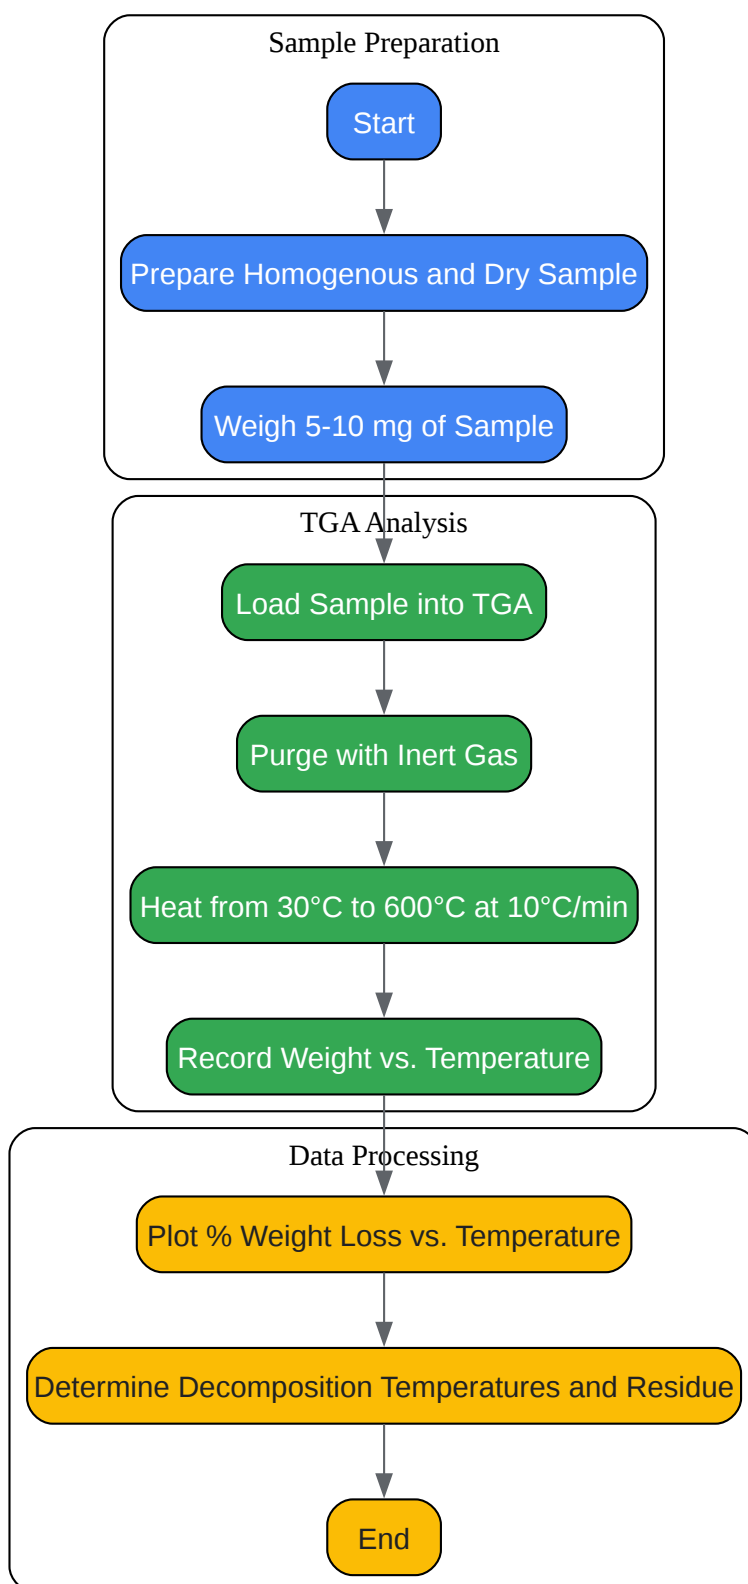 Sample Preparation
Start
Prepare Homogenous and Dry Sample
Weigh 5-10 mg of Sample
TGA Analysis
Load Sample into TGA
Purge with Inert Gas
Heat from 30°C to 600°C at 10°C/min
Record Weight vs. Temperature
Data Processing
Plot % Weight Loss vs. Temperature
Determine Decomposition Temperatures and Residue
End